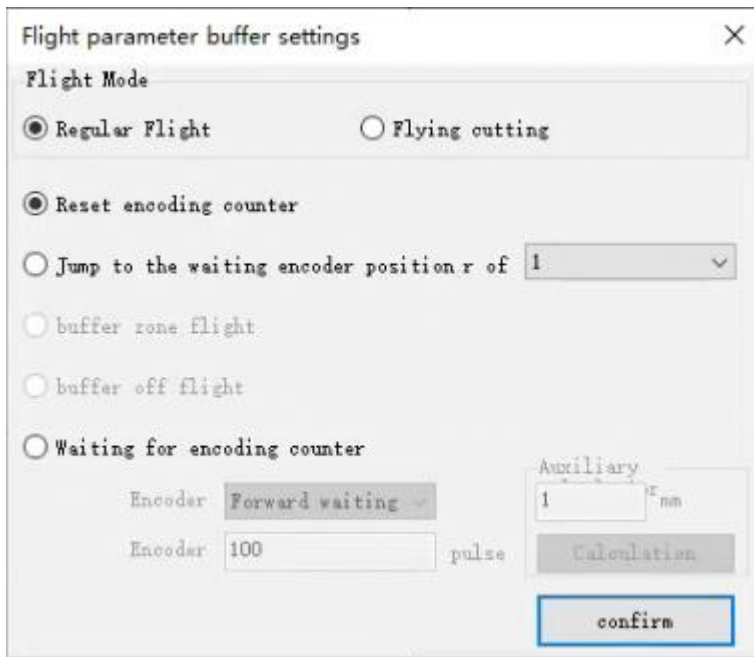 Flight parameter buffer settings
Flight Mode
Regular Flight
Flying cutting
Reset encoding counter
Jump to the waiting encoder position r of
1
buffer zone flight
buffer off flight
Waiting for encoding counter
Auxiliary
Encoder
Forward waiting
1
mm
Encoder
100
pulse
Calculation
confirm